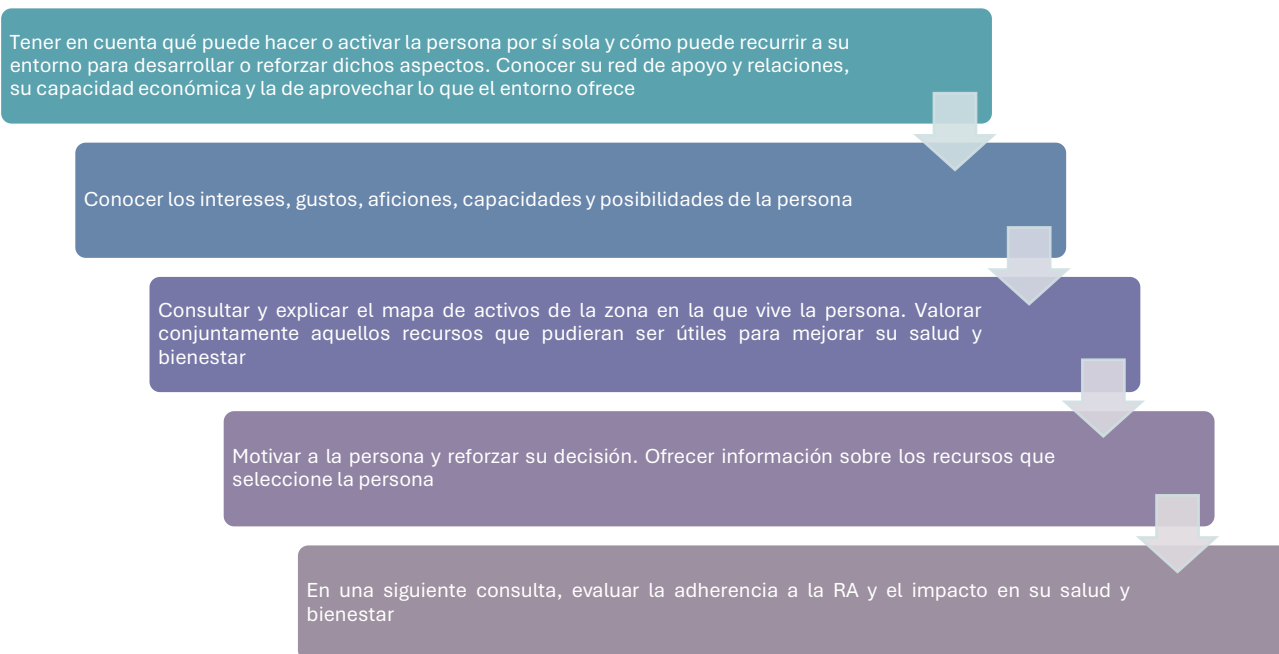 Tener en cuenta qué puede hacer o activar la persona por sí sola y cómo puede recurrir a su
entorno para desarrollar o reforzar dichos aspectos. Conocer su red de apoyo y relaciones,
su capacidad económica y la de aprovechar lo que el entorno ofrece
Conocer los intereses, gustos, aficiones, capacidades y posibilidades de la persona
Consultar y explicar el mapa de activos de la zona en la que vive la persona. Valorar
conjuntamente aquellos recursos que pudieran ser útiles para mejorar su salud y
bienestar
Motivar a la persona y reforzar su decisión. Ofrecer información sobre los recursos que
seleccione la persona
En una siguiente consulta, evaluar la adherencia a la RA y el impacto en su salud y
bienestar